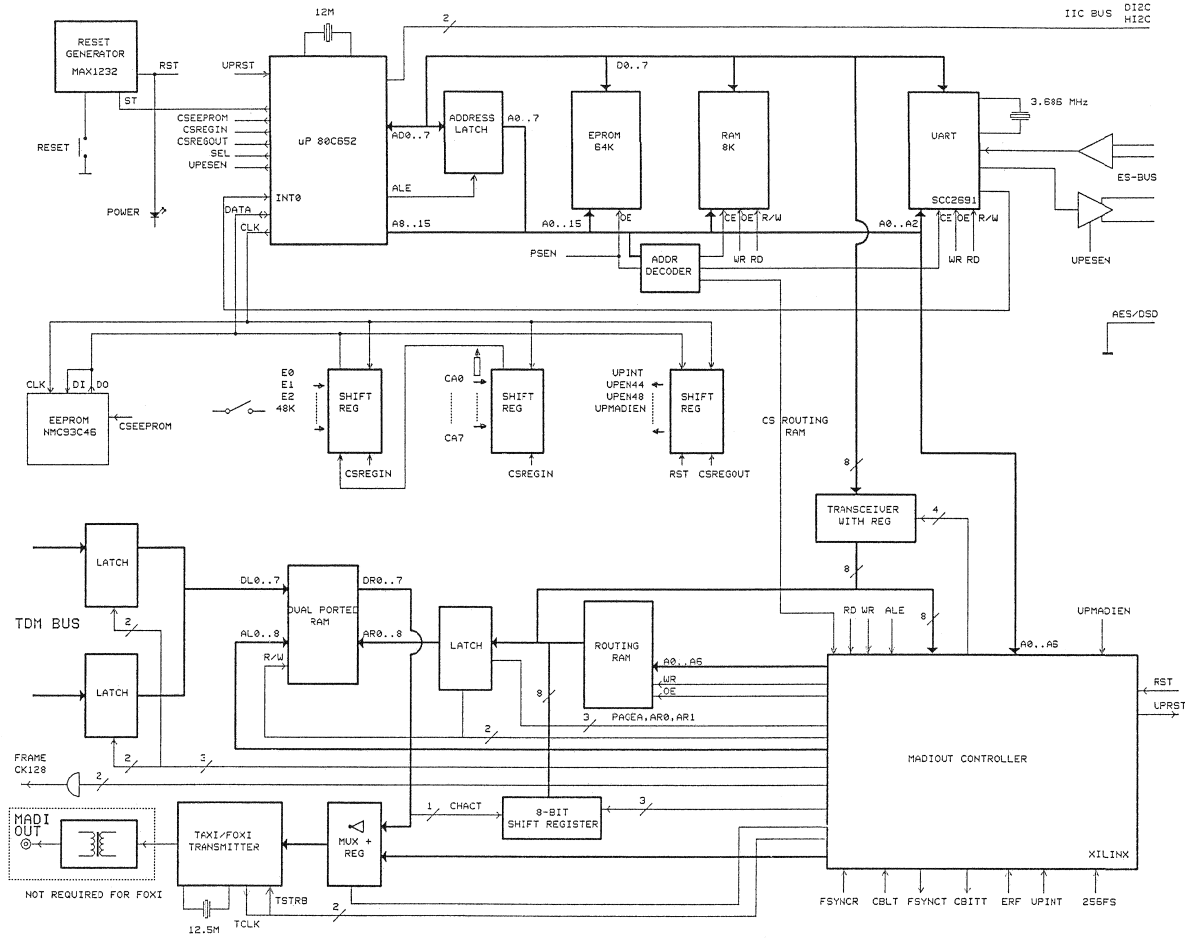 12M
2
IIC BUS DI2C
HI2C
RESET
GENERATOR
MAX1232
RST
ST
UPRST
CSEEPROM
CSREGIN
CSREGOUT
SEL
UPESEN
uP 80C652
INT0
DATA
CLK
RESET
POWER
AD0..7
ADDRESS
LATCH
A0..7
ALE
A8..15
D0..7
EPROM
64K
OE
A0..15
RAM
8K
CE OE R/W
WR RD
UART
SCC2691
A0..A2
CE OE R/W
WR RD
3.686 MHz
ES-BUS
UPESEN
PSEN
ADDR
DECODER
AES/DSD
CLK DI DO
EEPROM
NMC93C46
CSEEPROM
E0
E1
E2
48K
SHIFT
REG
CSREGIN
CA0
CA7
SHIFT
REG
CSREGIN
UPINT
UPEN44
UPEN48
UPMADIEN
SHIFT
REG
RST CSREGOUT
CS ROUTING
RAM
8
TRANSCEIVER
WITH REG
4
8
TDM BUS
LATCH
2
LATCH
2
3
DL0..7
AL0..8
R/W
DUAL PORTED
RAM
DR0..7
AR0..8
LATCH
8
ROUTING
RAM
A0..A6
WR
OE
3
PAGEA,AR0,AR1
2
RD WR ALE
8
A0..A6
UPMADIEN
RST
UPRST
MADIOUT CONTROLLER
XILINX
FRAME
CK128
2
MADI
OUT
NOT REQUIRED FOR FOXI
TAXI/FOXI
TRANSMITTER
12.5M
TSTRB
TCLK
2
MUX +
REG
1
CHACT
8-BIT
SHIFT REGISTER
3
FSYNCR CBLT FSYNCT CBITT ERF UPINT 256FS